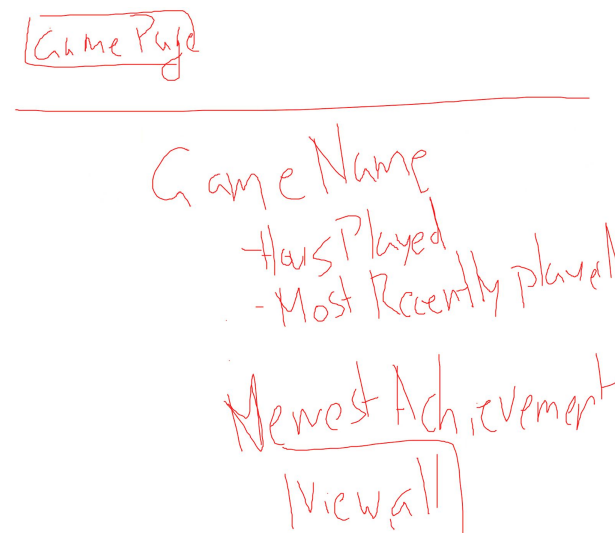 Game Page
Game Name
-Hours Played
-Most Recently played
Newest Achievement
View all